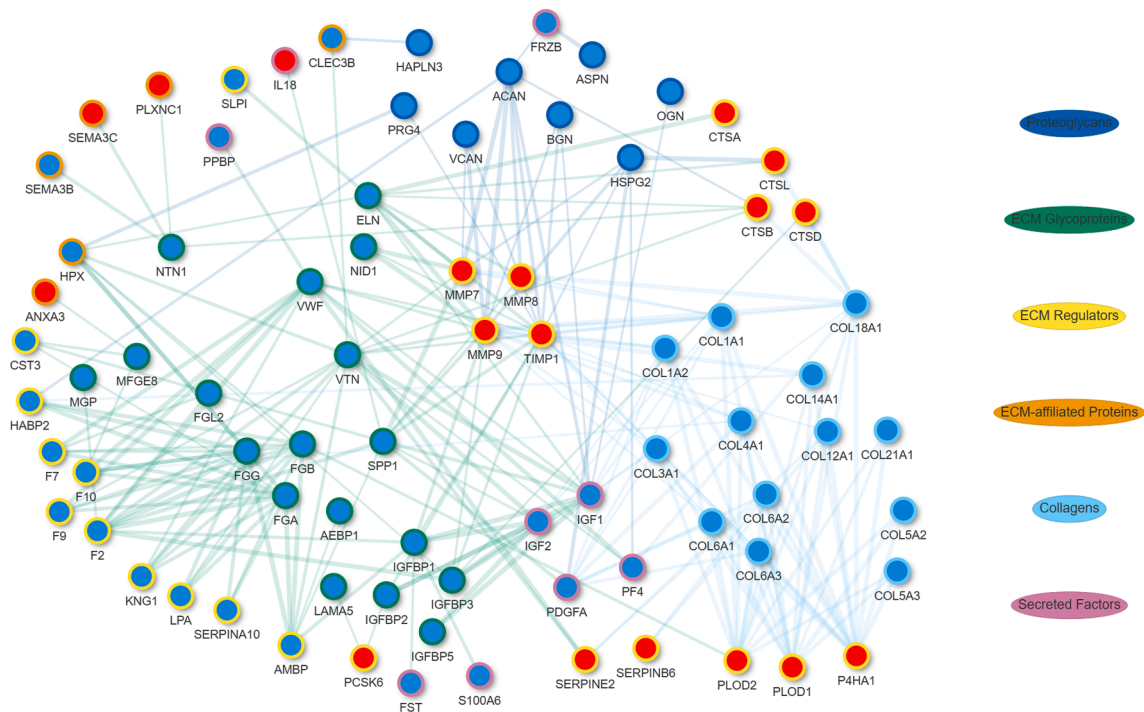 FRZB
CLEC3B
HAPLN3
ASPN
IL18
ACAN
SLPI
PLXNC1
OGN
PRG4
BGN
SEMA3C
CTSA
PPBP
VCAN
HSPG2
SEMA3B
CTSL
ELN
CTSB
CTSD
NTN1
NID1
HPX
MMP7
MMP8
VWF
ANXA3
COL18A1
COL1A1
MMP9
TIMP1
CST3
COL1A2
MFGE8
VTN
MGP
COL14A1
HABP2
FGL2
COL4A1
COL12A1
COL21A1
F7
FGG
FGB
SPP1
COL3A1
F10
FGA
IGF1
COL6A2
F9
AEBP1
IGF2
COL6A1
COL5A2
F2
IGFBP1
COL6A3
KNG1
LAMA5
IGFBP2
IGFBP3
PDGFA
PF4
COL5A3
LPA
SERPINA10
IGFBP5
AMBP
PCSK6
SERPINE2
SERPINB6
PLOD2
PLOD1
P4HA1
FST
S100A6
Proteoglycans
ECM Glycoproteins
ECM Regulators
ECM-affiliated Proteins
Collagens
Secreted Factors